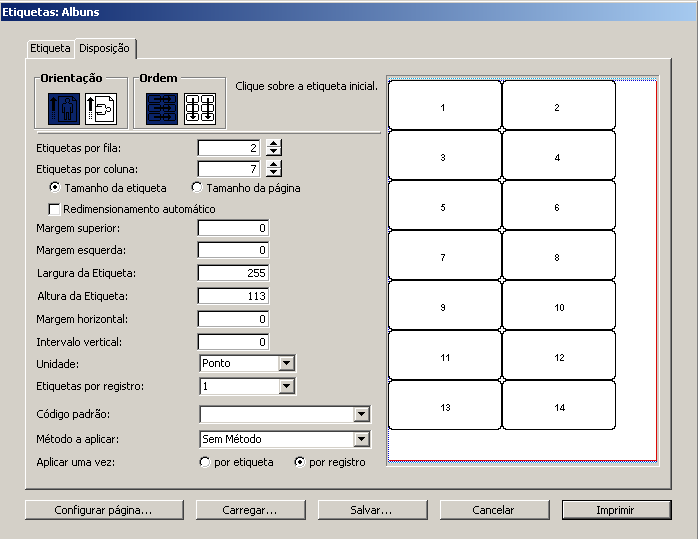 Etiquetas: Albuns
Etiqueta
Disposição
Orientação
Ordem
Clique sobre a etiqueta inicial.
Etiquetas por fila:
2
Etiquetas por coluna:
7
Tamanho da etiqueta
Tamanho da página
Redimensionamento automático
Margem superior:
0
Margem esquerda:
0
Largura da Etiqueta:
255
Altura da Etiqueta:
113
Margem horizontal:
0
Intervalo vertical:
0
Unidade:
Ponto
Etiquetas por registro:
1
Código padrão:
Método a aplicar:
Sem Método
Aplicar uma vez:
por etiqueta
por registro
1
2
3
4
5
6
7
8
9
10
11
12
13
14
Configurar página...
Carregar...
Salvar...
Cancelar
Imprimir